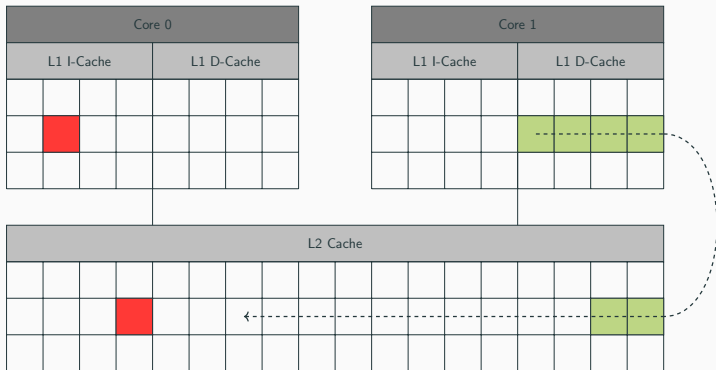 Core 0
Core 1
L1 I-Cache
L1 D-Cache
L1 I-Cache
L1 D-Cache
L2 Cache